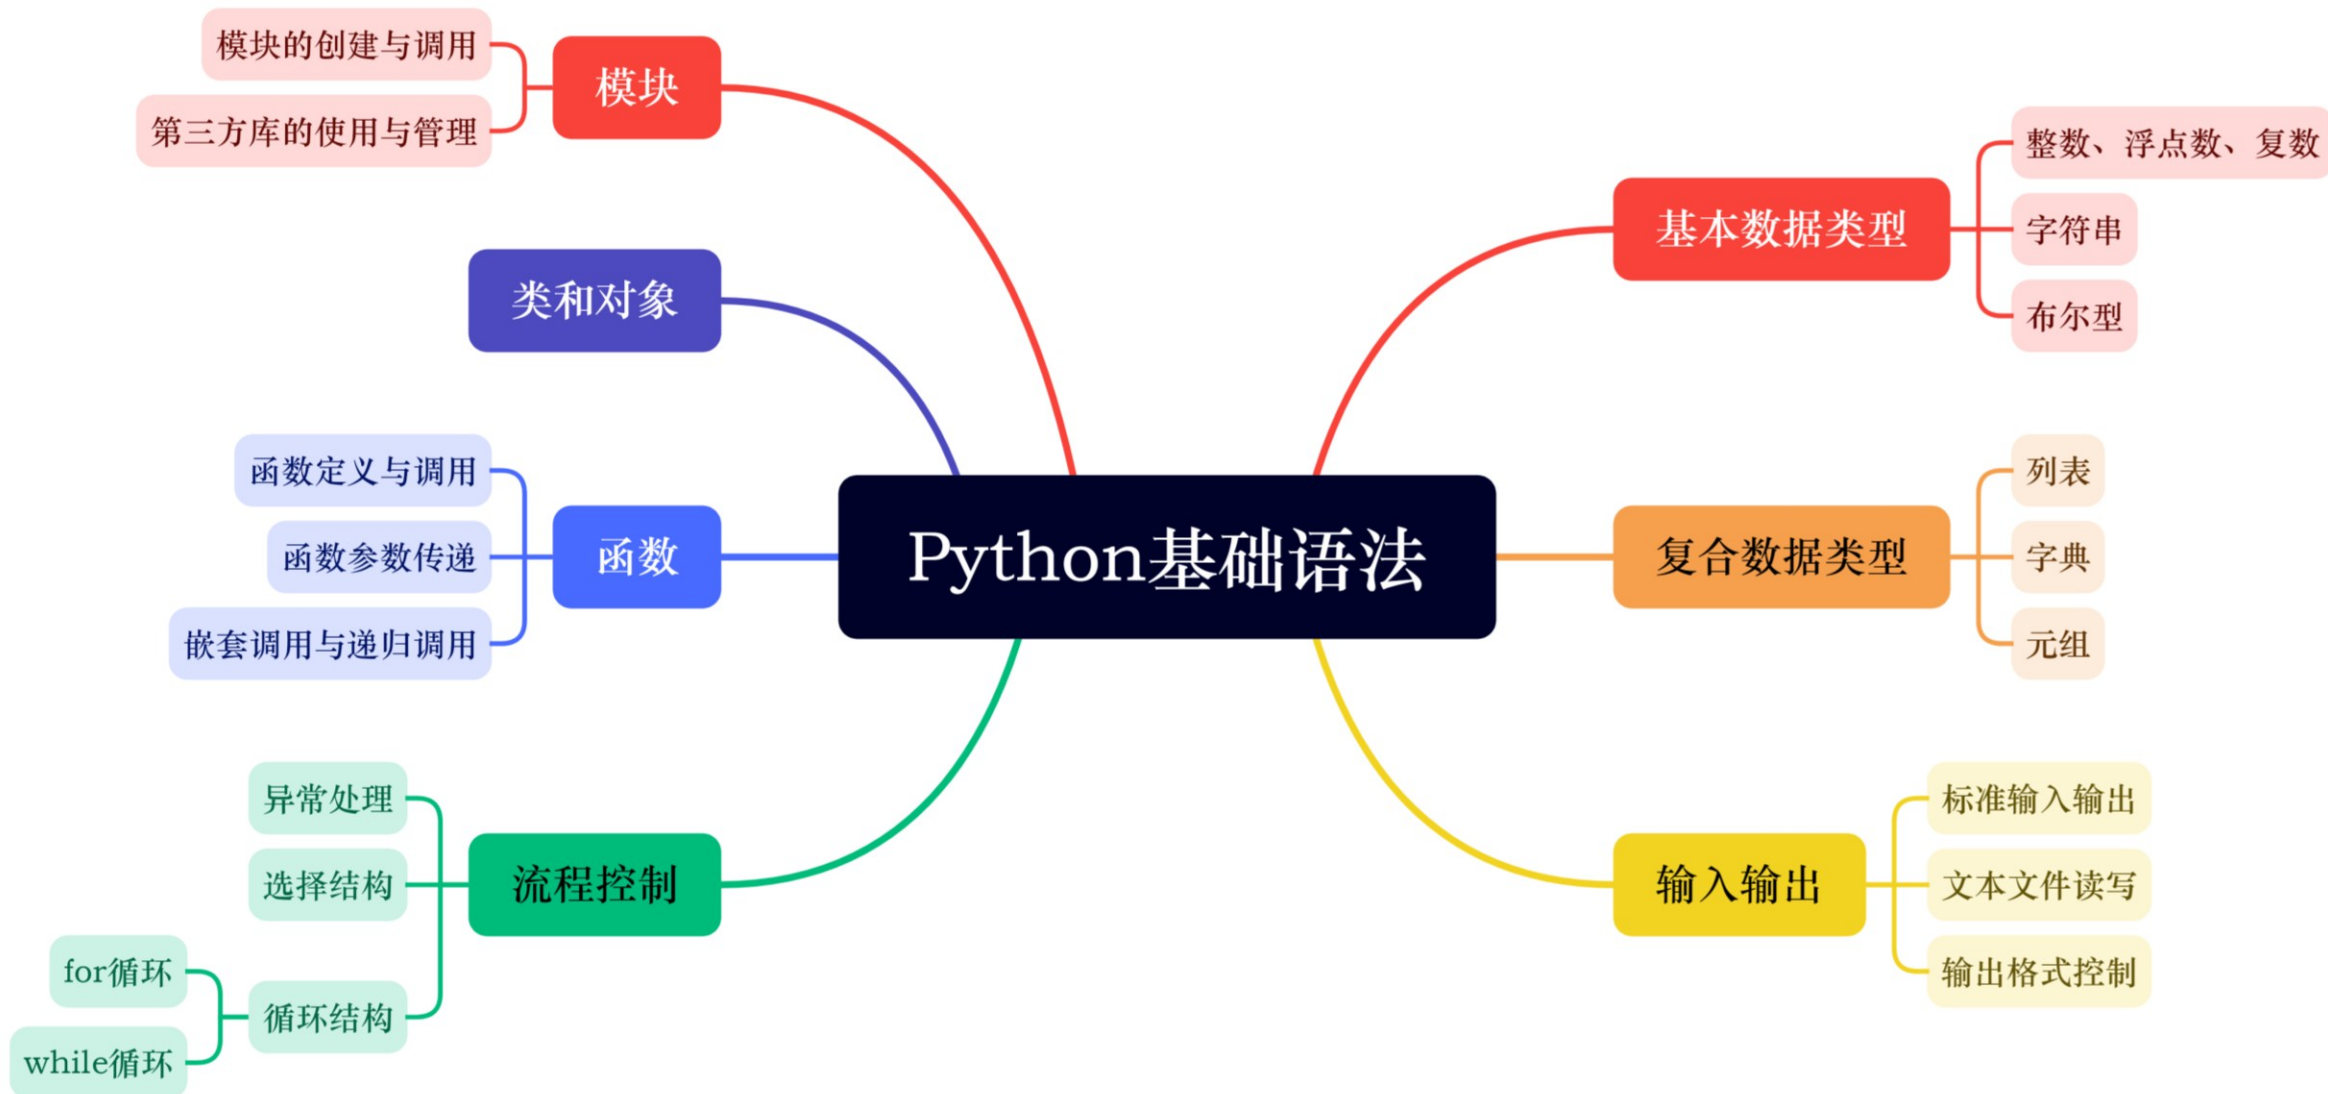 Python基础语法
基本数据类型
整数、浮点数、复数
字符串
布尔型
复合数据类型
列表
字典
元组
输入输出
标准输入输出
文本文件读写
输出格式控制
模块
模块的创建与调用
第三方库的使用与管理
类和对象
函数
函数定义与调用
函数参数传递
嵌套调用与递归调用
流程控制
异常处理
选择结构
循环结构
for循环
while循环